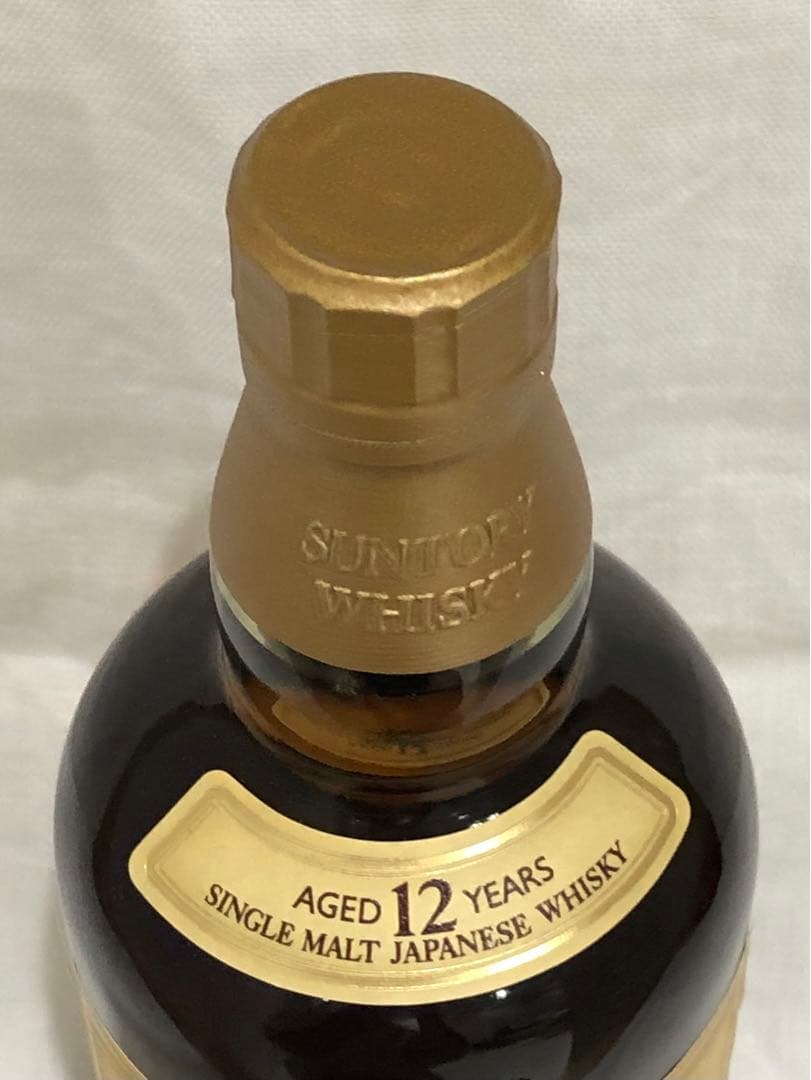 SUNTORY
WHISKY
AGED 12 YEARS
SINGLE MALT JAPANESE WHISKY